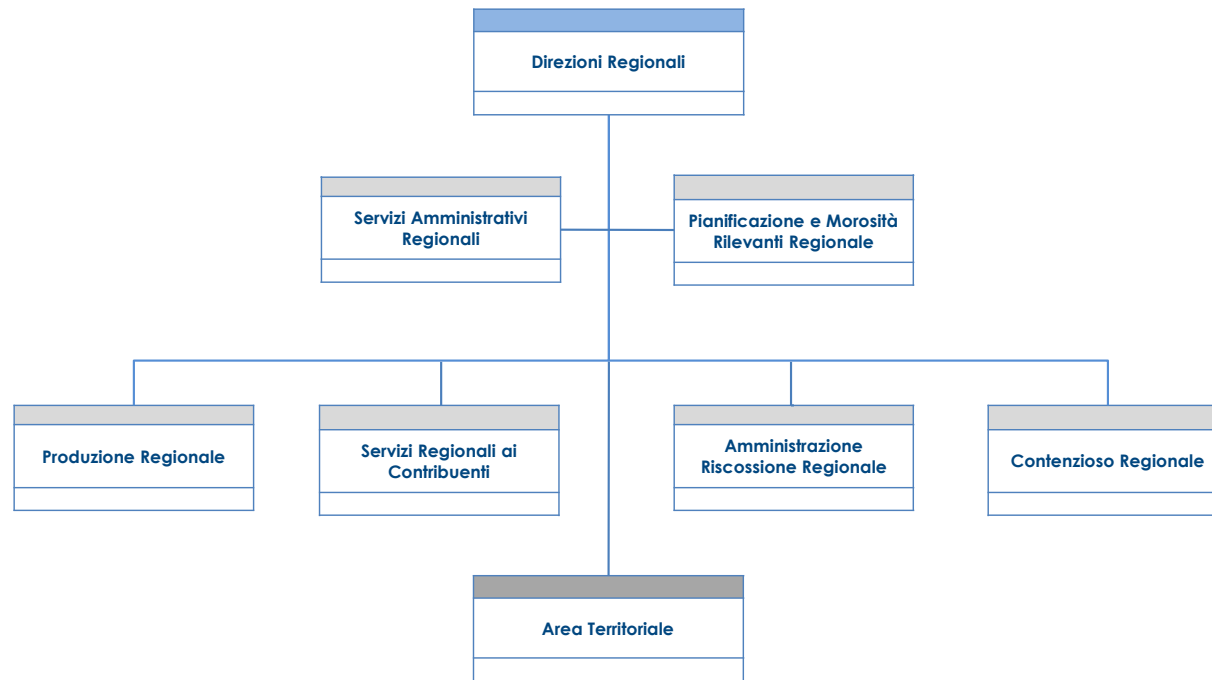 Direzioni Regionali
Servizi Amministrativi
Regionali
Pianificazione e Morosità
Rilevanti Regionale
Produzione Regionale
Servizi Regionali ai
Contribuenti
Amministrazione
Riscossione Regionale
Contenzioso Regionale
Area Territoriale